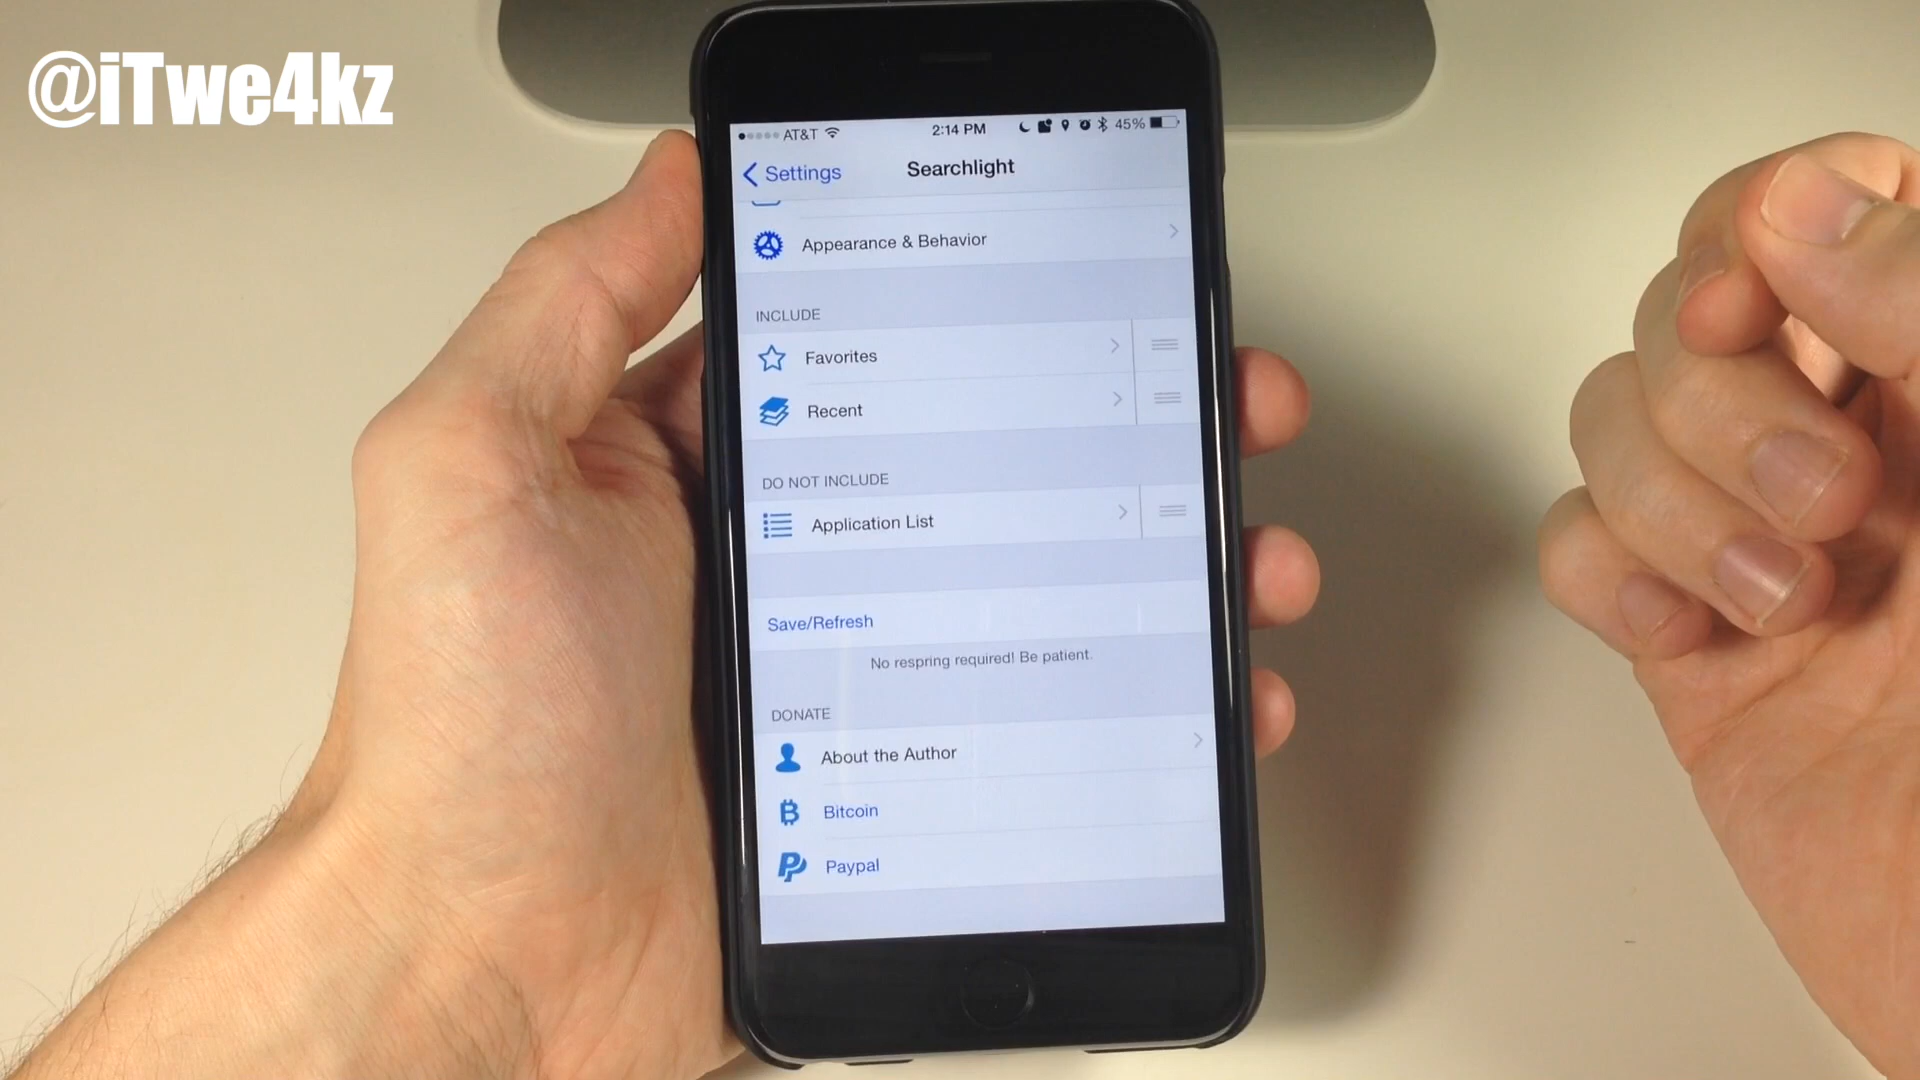 @iTwe4kz
AT&T 2:14 PM 45%
Settings Searchlight
Appearance & Behavior
INCLUDE
Favorites
Recent
DO NOT INCLUDE
Application List
Save/Refresh
No respring required! Be patient.
DONATE
About the Author
Bitcoin
Paypal